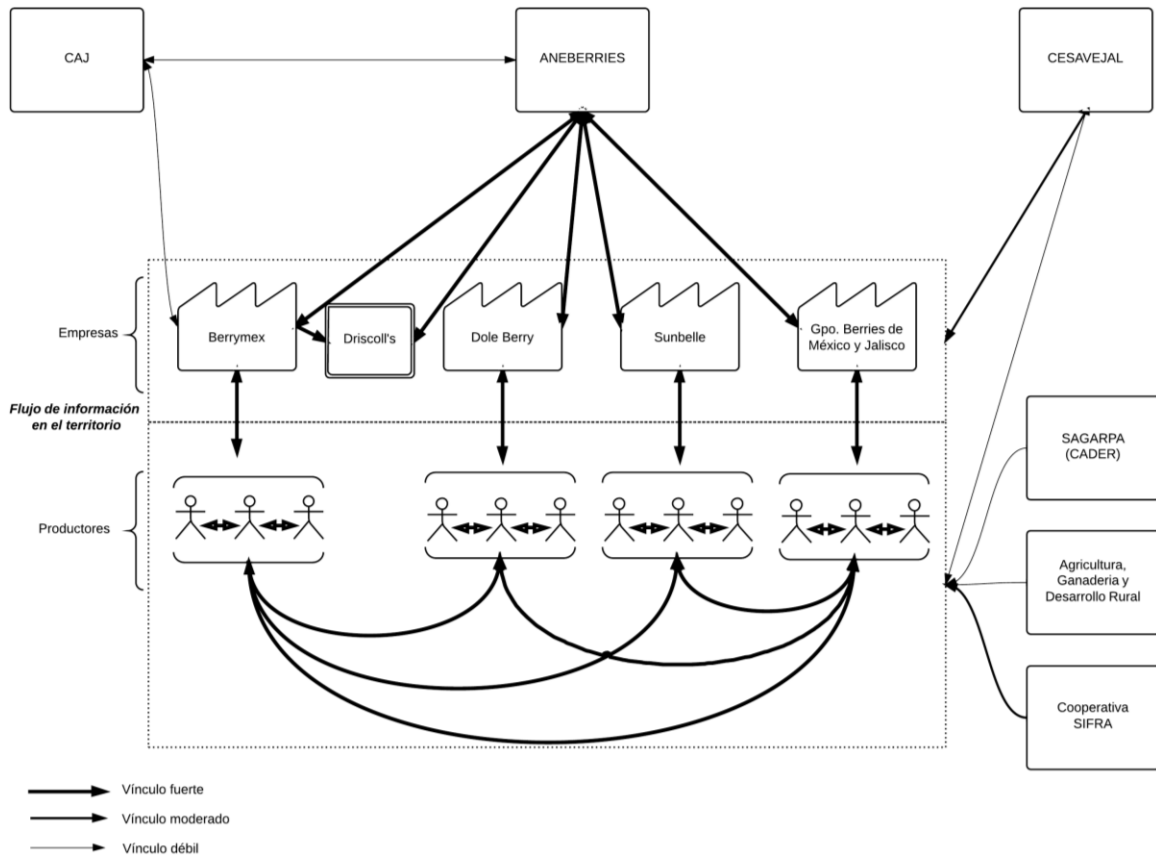 CAJ
ANEBERRIES
CESAVEJAL
Empresas
Berrymex
Driscoll's
Dole Berry
Sunbelle
Gpo. Berries de
México y Jalisco
Flujo de información
en el territorio
SAGARPA
(CADER)
Productores
Agricultura,
Ganaderia y
Desarrollo Rural
Cooperativa
SIFRA
Vínculo fuerte
Vínculo moderado
Vínculo débil